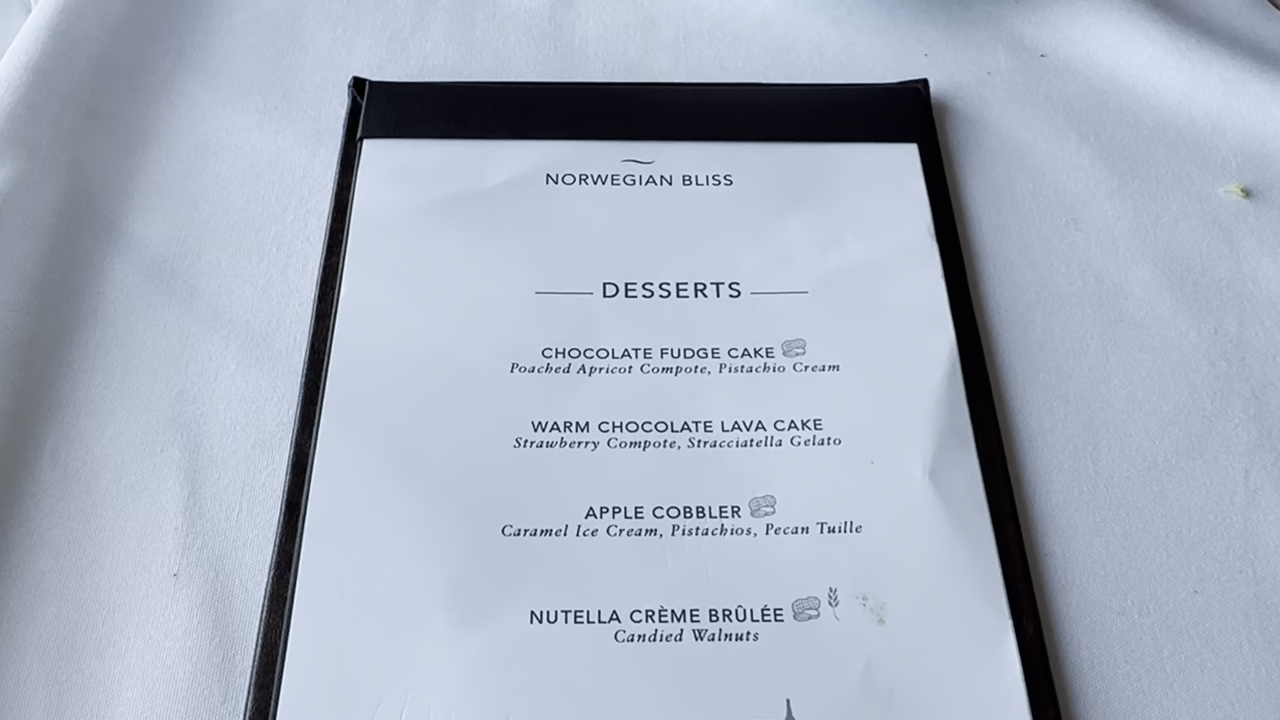 NORWEGIAN BLISS
DESSERTS
CHOCOLATE FUDGE CAKE
Poached Apricot Compote, Pistachio Cream
WARM CHOCOLATE LAVA CAKE
Strawberry Compote, Stracciatella Gelato
APPLE COBBLER
Caramel Ice Cream, Pistachios, Pecan Tuille
NUTELLA CRÈME BRÛLÉE
Candied Walnuts